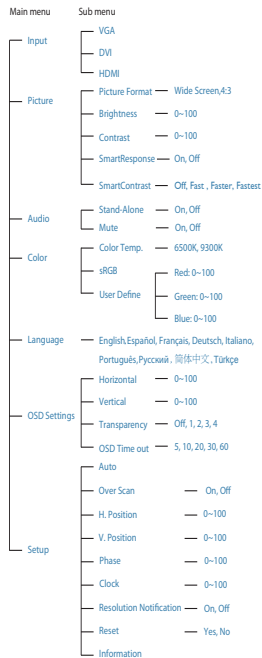 Main menu Sub menu
Input
VGA
DVI
HDMI
Picture
Picture Format Wide Screen,4:3
Brightness 0~100
Contrast 0~100
SmartResponse On, Off
SmartContrast Off, Fast , Faster, Fastest
Audio
Stand-Alone On, Off
Mute On, Off
Color
Color Temp. 6500K, 9300K
sRGB
User Define
Red: 0~100
Green: 0~100
Blue: 0~100
Language
English.Español, Français, Deutsch, Italiano,
Português,Русский , 简体中文 , Türkçe
OSD Settings
Horizontal 0~100
Vertical 0~100
Transparency Off, 1, 2, 3, 4
OSD Time out 5, 10, 20, 30, 60
Setup
Auto
Over Scan On, Off
H. Position 0~100
V. Position 0~100
Phase 0~100
Clock 0~100
Resolution Notification On, Off
Reset Yes, No
Information